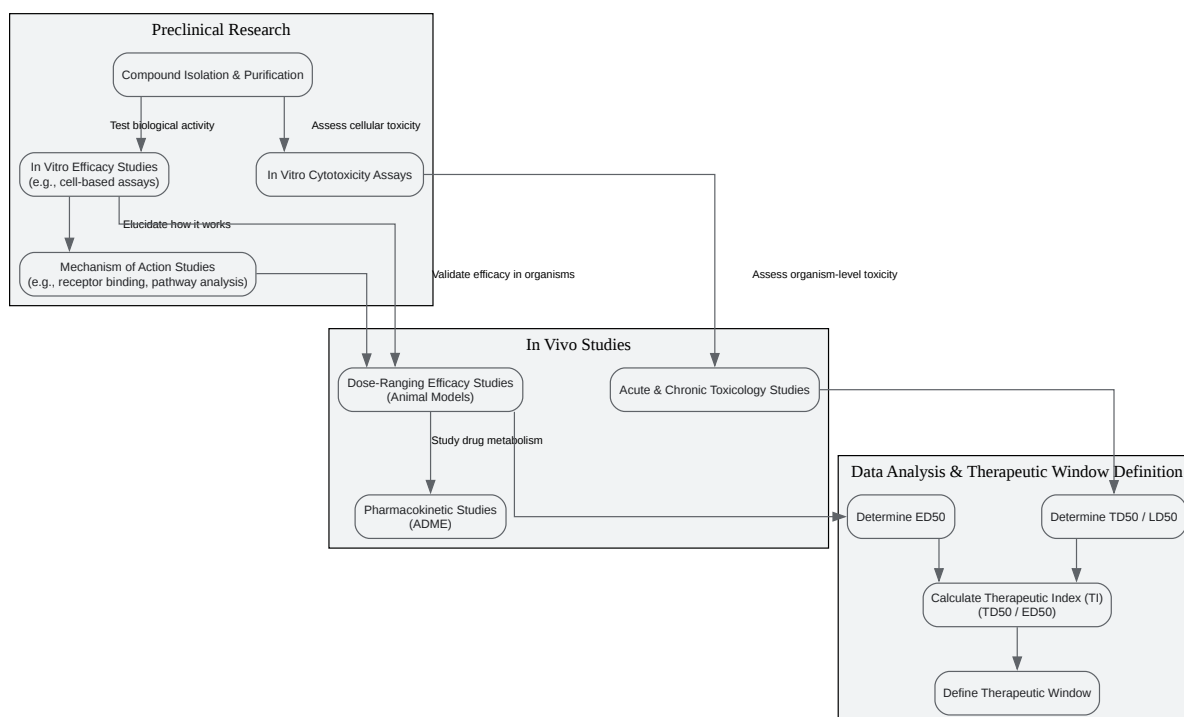 Preclinical Research
Compound Isolation & Purification
Test biological activity
Assess cellular toxicity
In Vitro Efficacy Studies
(e.g., cell-based assays)
In Vitro Cytotoxicity Assays
Elucidate how it works
Mechanism of Action Studies
(e.g., receptor binding, pathway analysis)
Validate efficacy in organisms
Assess organism-level toxicity
In Vivo Studies
Dose-Ranging Efficacy Studies
(Animal Models)
Acute & Chronic Toxicology Studies
Study drug metabolism
Pharmacokinetic Studies
(ADME)
Data Analysis & Therapeutic Window Definition
Determine ED50
Determine TD50 / LD50
Calculate Therapeutic Index (TI)
(TD50 / ED50)
Define Therapeutic Window